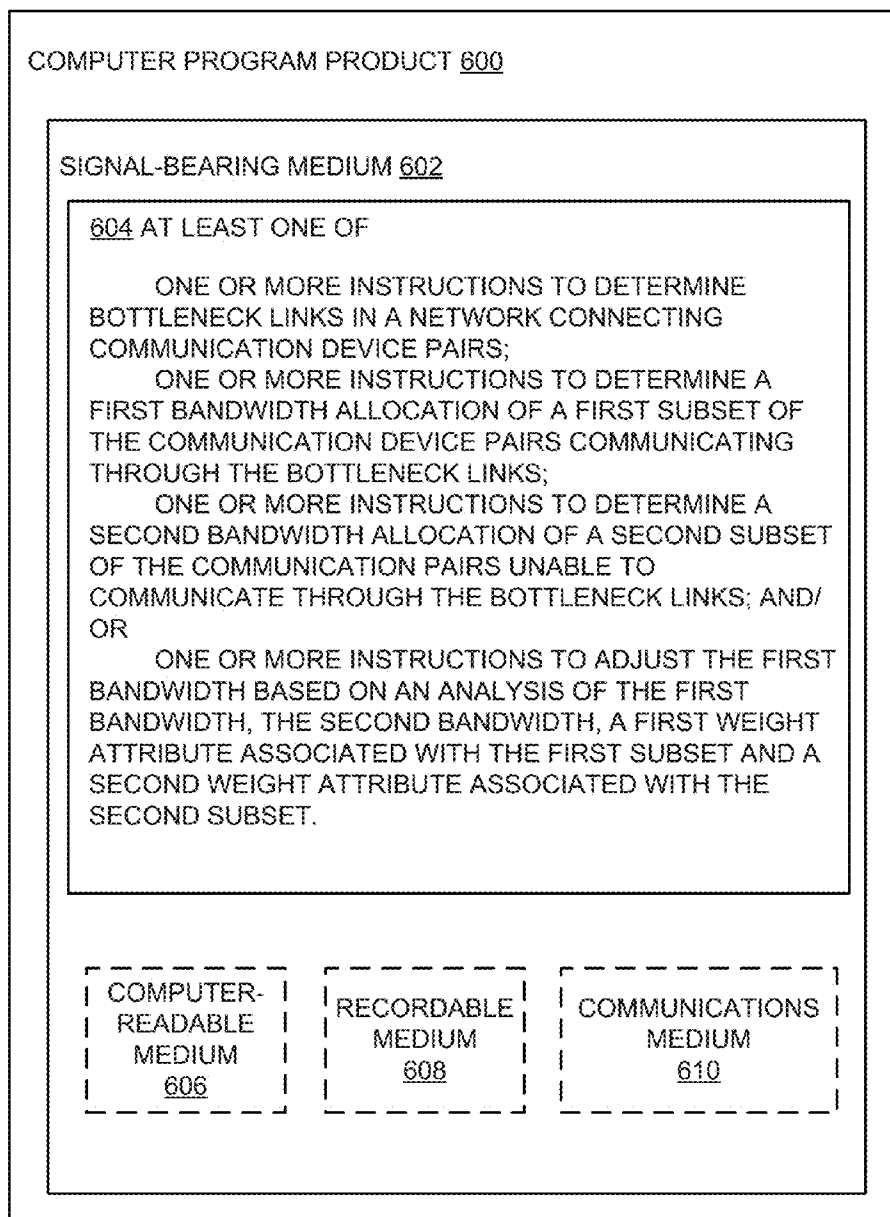 COMPUTER PROGRAM PRODUCT 600
SIGNAL-BEARING MEDIUM 602
604 AT LEAST ONE OF
ONE OR MORE INSTRUCTIONS TO DETERMINE
BOTTLENECK LINKS IN A NETWORK CONNECTING
COMMUNICATION DEVICE PAIRS;
ONE OR MORE INSTRUCTIONS TO DETERMINE A
FIRST BANDWIDTH ALLOCATION OF A FIRST SUBSET OF
THE COMMUNICATION DEVICE PAIRS COMMUNICATING
THROUGH THE BOTTLENECK LINKS;
ONE OR MORE INSTRUCTIONS TO DETERMINE A
SECOND BANDWIDTH ALLOCATION OF A SECOND SUBSET
OF THE COMMUNICATION PAIRS UNABLE TO
COMMUNICATE THROUGH THE BOTTLENECK LINKS; AND/
OR
ONE OR MORE INSTRUCTIONS TO ADJUST THE FIRST
BANDWIDTH BASED ON AN ANALYSIS OF THE FIRST
BANDWIDTH, THE SECOND BANDWIDTH, A FIRST WEIGHT
ATTRIBUTE ASSOCIATED WITH THE FIRST SUBSET AND A
SECOND WEIGHT ATTRIBUTE ASSOCIATED WITH THE
SECOND SUBSET.
COMPUTER-
READABLE
MEDIUM
606
RECORDABLE
MEDIUM
608
COMMUNICATIONS
MEDIUM
610